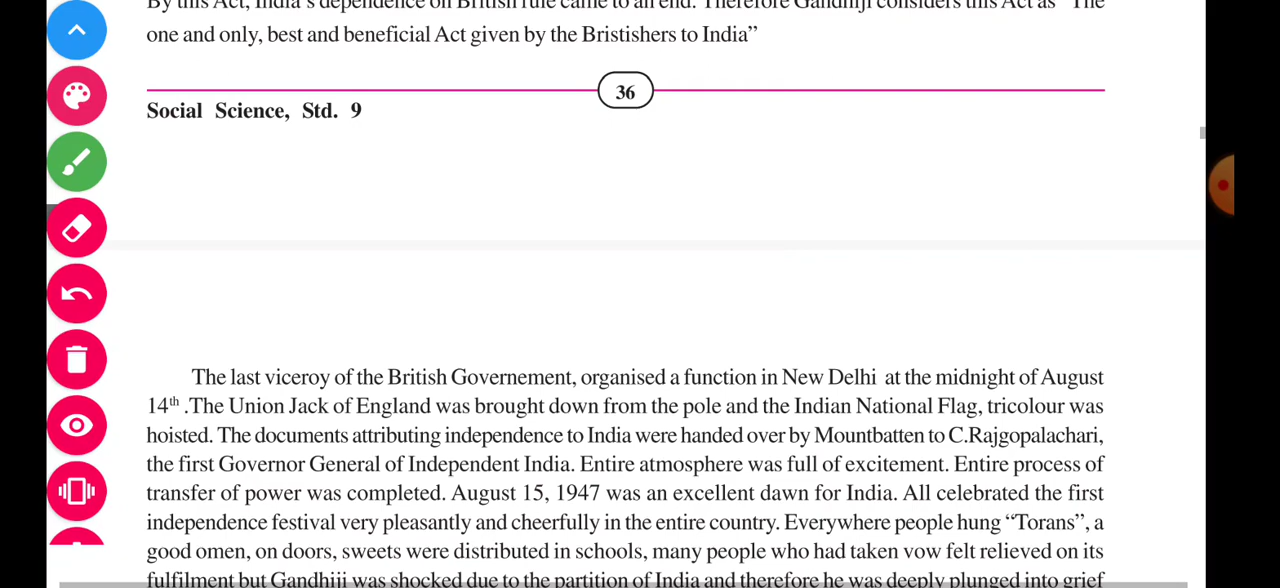 By this Act, India's dependence on British rule came to an end. Therefore Gandhiji considers this Act as "The
one and only, best and beneficial Act given by the Bristishers to India"
36
Social Science, Std. 9
The last viceroy of the British Governement, organised a function in New Delhi at the midnight of August
14th .The Union Jack of England was brought down from the pole and the Indian National Flag, tricolour was
hoisted. The documents attributing independence to India were handed over by Mountbatten to C.Rajgopalachari,
the first Governor General of Independent India. Entire atmosphere was full of excitement. Entire process of
transfer of power was completed. August 15, 1947 was an excellent dawn for India. All celebrated the first
independence festival very pleasantly and cheerfully in the entire country. Everywhere people hung "Torans", a
good omen, on doors, sweets were distributed in schools, many people who had taken vow felt relieved on its
fulfilment but Gandhiji was shocked due to the partition of India and therefore he was deeply plunged into grief